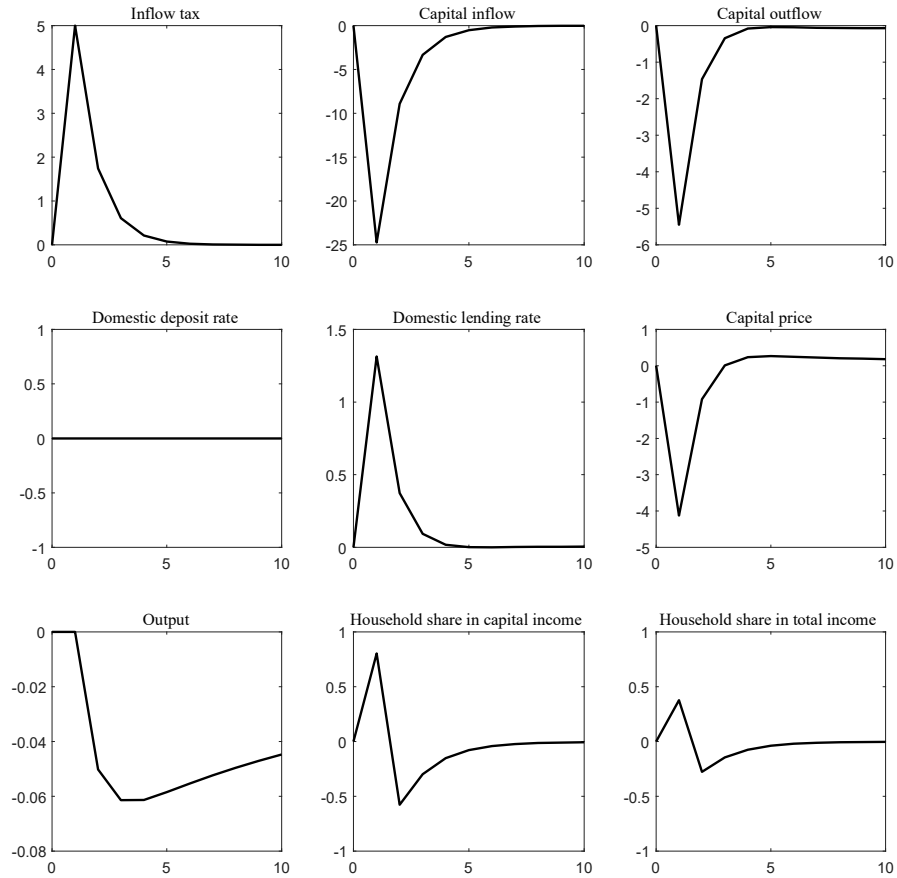 Inflow tax
5
4
3
2
1
0
0 5 10
Capital inflow
0
-5
-10
-15
-20
-25
0 5 10
Capital outflow
0
-1
-2
-3
-4
-5
-6
0 5 10
Domestic deposit rate
1
0.5
0
-0.5
-1
0 5 10
Domestic lending rate
1.5
1
0.5
0
0 5 10
Capital price
1
0
-1
-2
-3
-4
-5
0 5 10
Output
0
-0.02
-0.04
-0.06
-0.08
0 5 10
Household share in capital income
1
0.5
0
-0.5
-1
0 5 10
Household share in total income
1
0.5
0
-0.5
-1
0 5 10